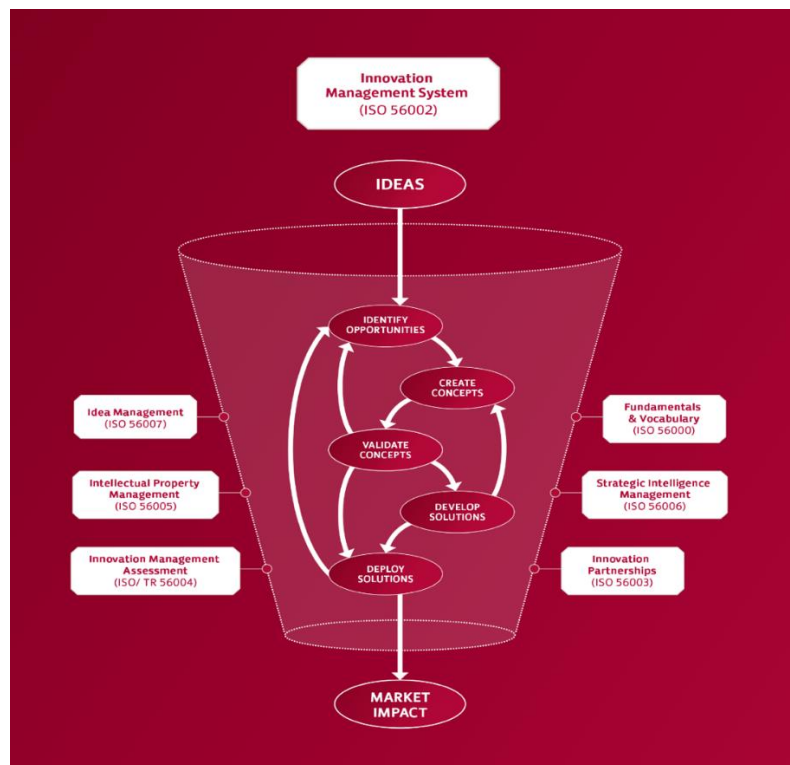 Innovation
Management System
(ISO 56002)
IDEAS
IDENTIFY
OPPORTUNITIES
CREATE
CONCEPTS
Idea Management
(ISO 56007)
Fundamentals
& Vocabulary
(ISO 56000)
VALIDATE
CONCEPTS
Intellectual Property
Management
(ISO 56005)
Strategic Intelligence
Management
(ISO 56006)
DEVELOP
SOLUTIONS
Innovation Management
Assessment
(ISO/ TR 56004)
Innovation
Partnerships
(ISO 56003)
DEPLOY
SOLUTIONS
MARKET
IMPACT